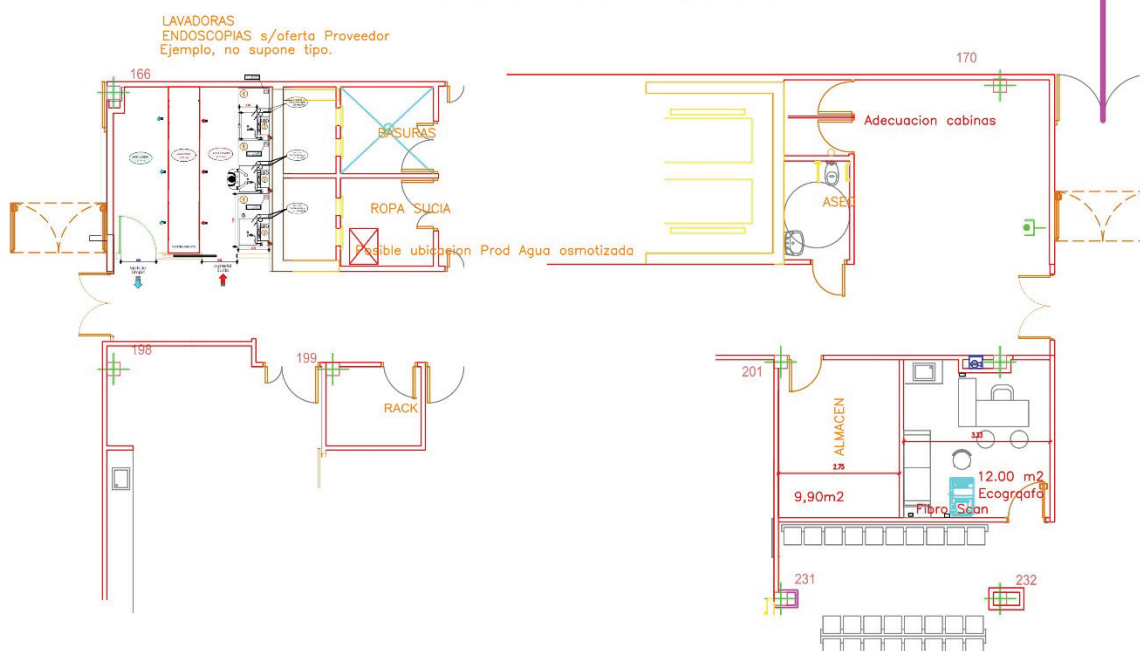 LAVADORAS
ENDOSCOPIAS s/oferta Proveedor
Ejemplo, no supone tipo.
166
170
BASURAS
Adecuacion cabinas
ROPA SUCIA
ASEO
Posible ubicacion Prod Agua osmotizada
198
199
RACK
201
ALMACEN
3.33
2.75
9,90m2
12.00 m2
Ecograqfo
Fibro Scan
231
232